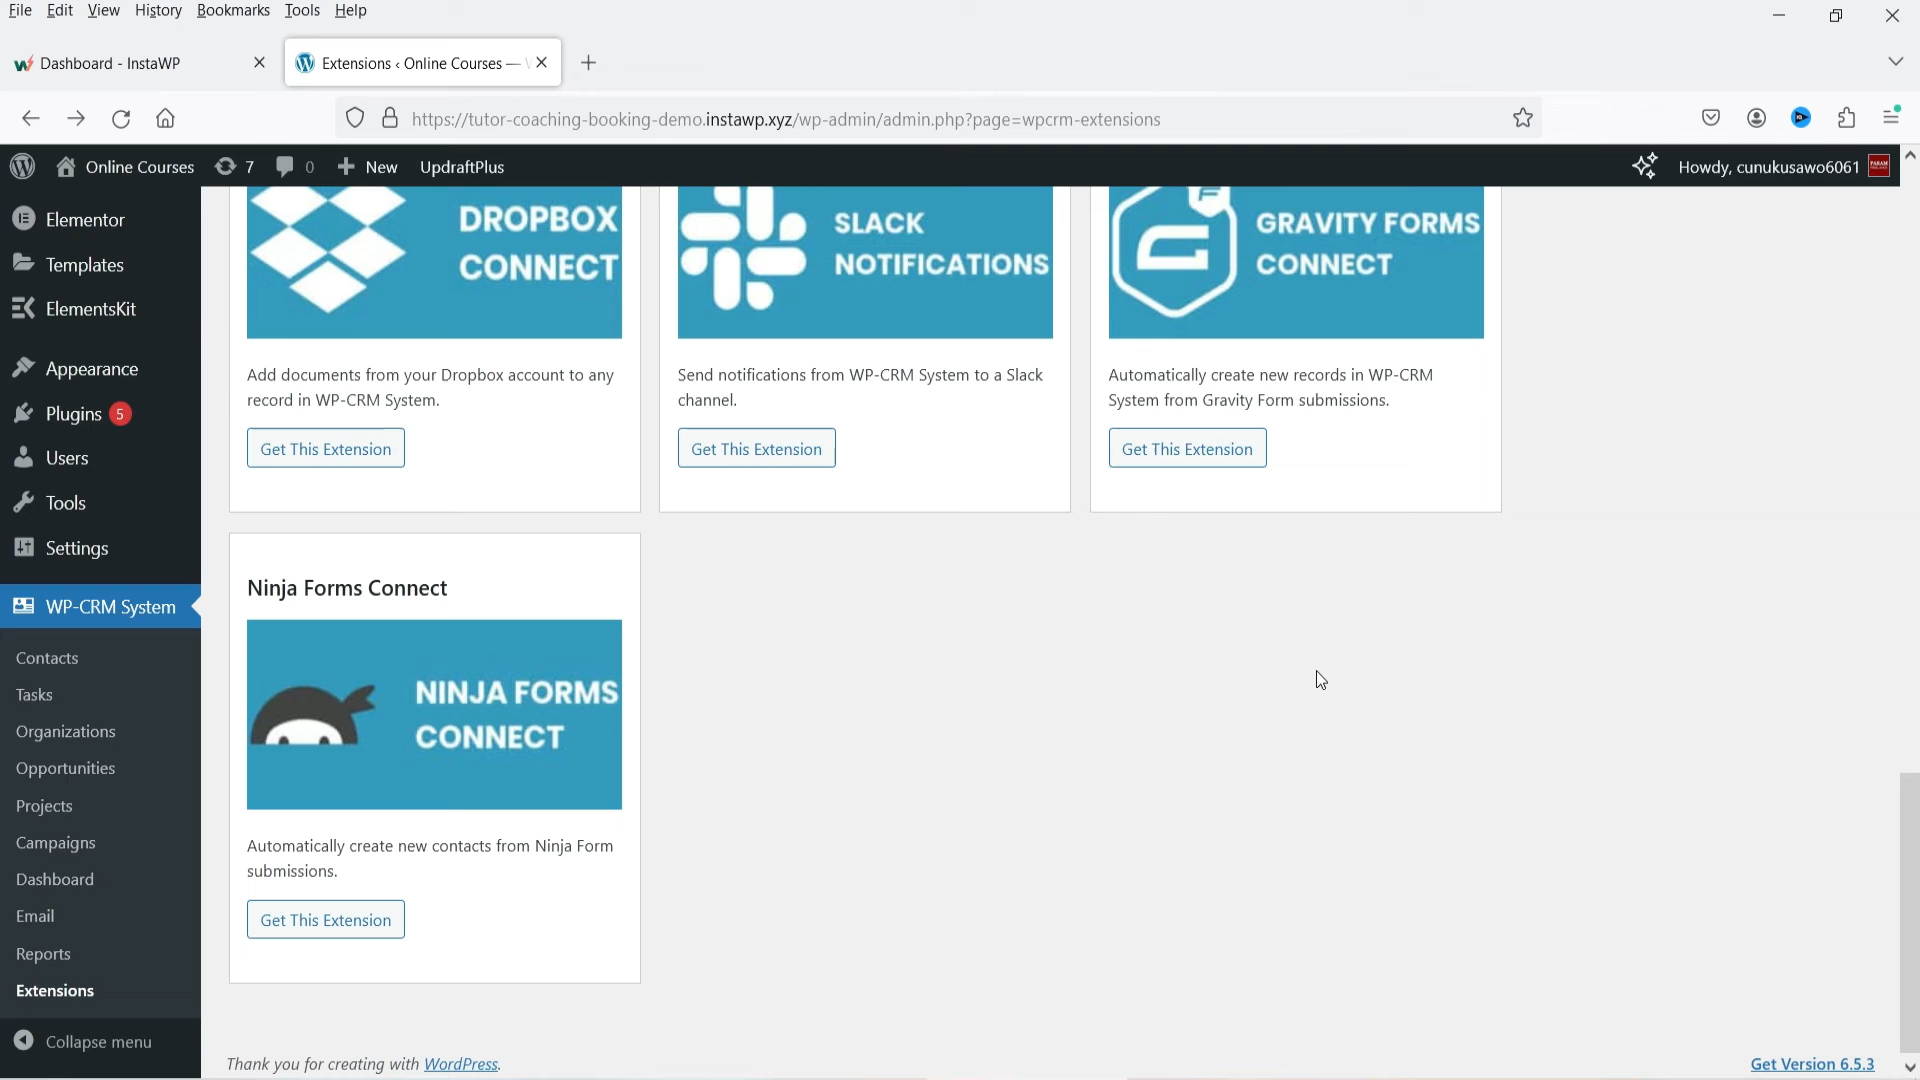 File Edit View History Bookmarks Tools Help
Dashboard - InstaWP
Extensions ‹ Online Courses —
https://tutor-coaching-booking-demo.instawp.xyz/wp-admin/admin.php?page=wpcrm-extensions
Online Courses 7 0 New UpdraftPlus Howdy, cunukusawo6061
Elementor
Templates
ElementsKit
Appearance
Plugins 5
Users
Tools
Settings
WP-CRM System
Contacts
Tasks
Organizations
Opportunities
Projects
Campaigns
Dashboard
Email
Reports
Extensions
Collapse menu
DROPBOX
CONNECT
Add documents from your Dropbox account to any
record in WP-CRM System.
Get This Extension
SLACK
NOTIFICATIONS
Send notifications from WP-CRM System to a Slack
channel.
Get This Extension
GRAVITY FORMS
CONNECT
Automatically create new records in WP-CRM
System from Gravity Form submissions.
Get This Extension
Ninja Forms Connect
NINJA FORMS
CONNECT
Automatically create new contacts from Ninja Form
submissions.
Get This Extension
Thank you for creating with WordPress.
Get Version 6.5.3